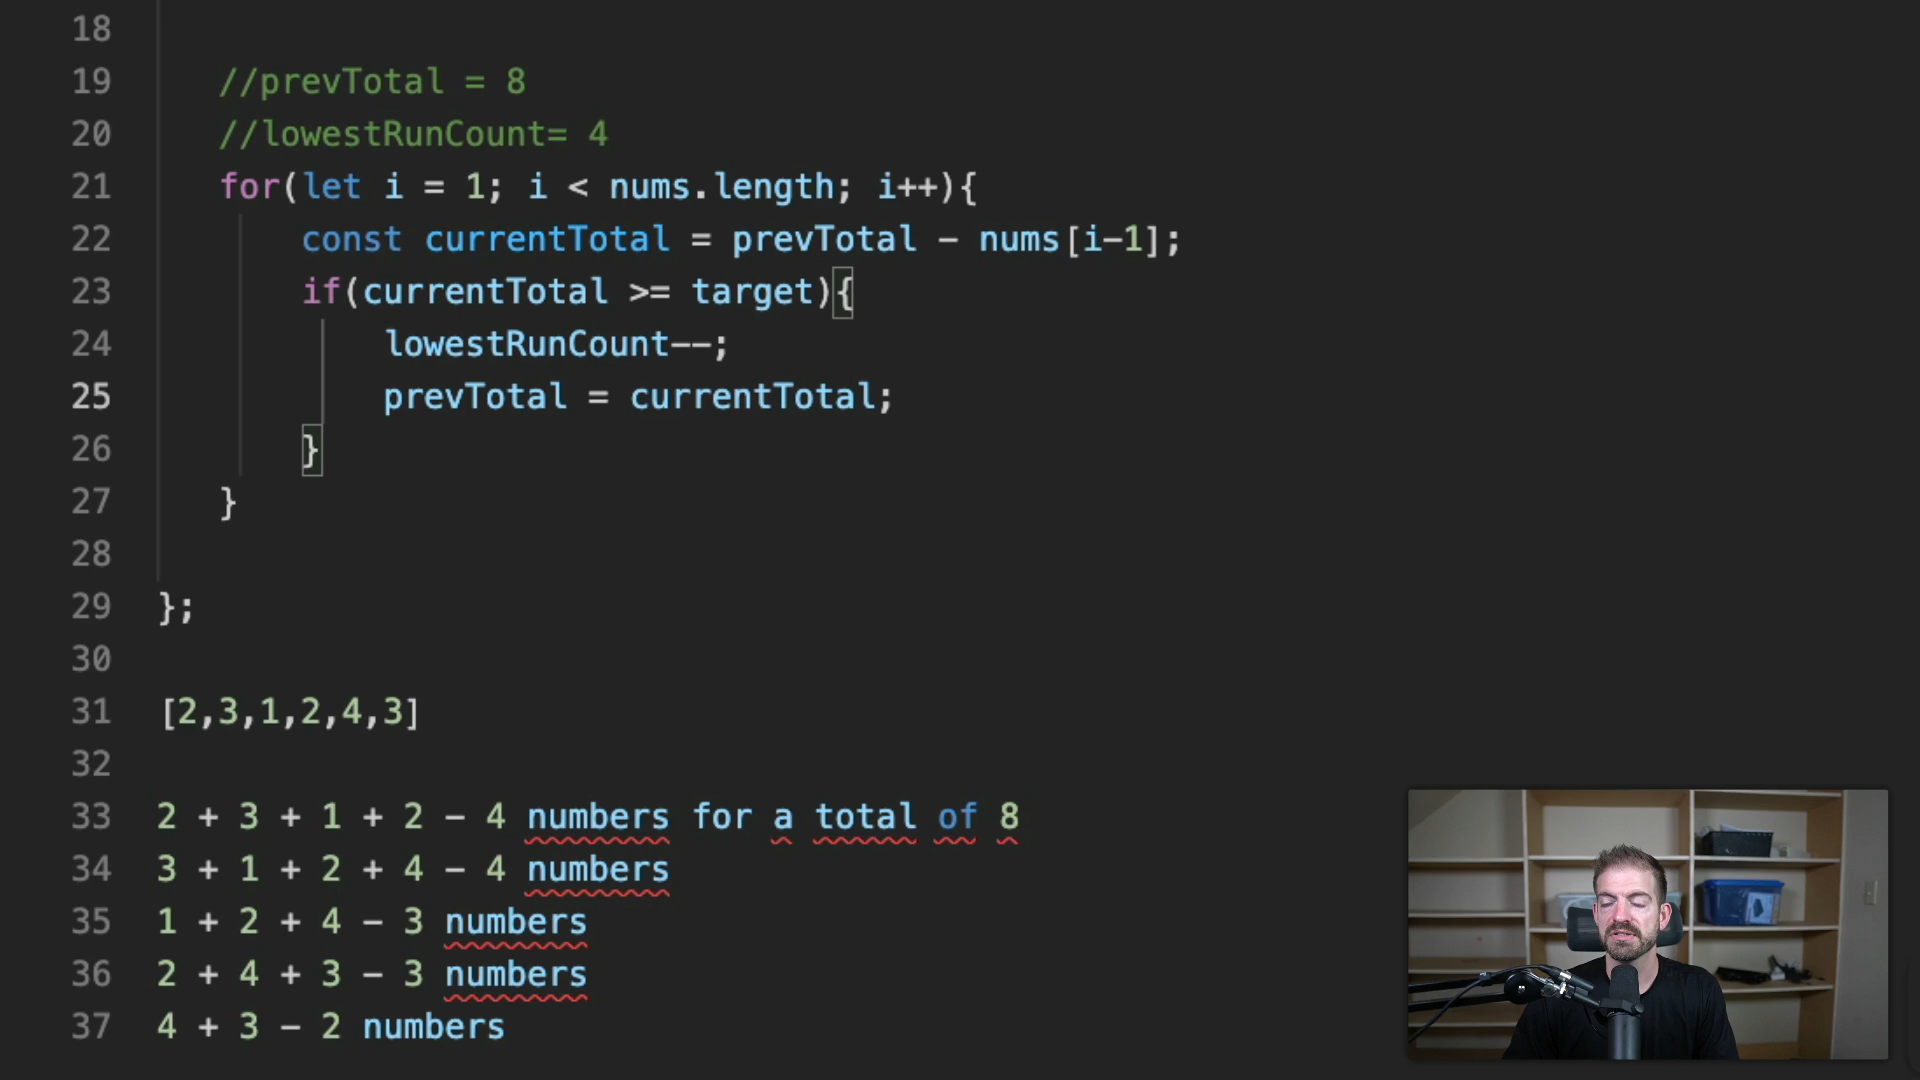 18
19 //prevTotal = 8
20 //lowestRunCount= 4
21 for(let i = 1; i < nums.length; i++){
22 const currentTotal = prevTotal - nums[i-1];
23 if(currentTotal >= target){
24 lowestRunCount--;
25 prevTotal = currentTotal;
26 }
27 }
28
29 };
30
31 [2,3,1,2,4,3]
32
33 2 + 3 + 1 + 2 - 4 numbers for a total of 8
34 3 + 1 + 2 + 4 - 4 numbers
35 1 + 2 + 4 - 3 numbers
36 2 + 4 + 3 - 3 numbers
37 4 + 3 - 2 numbers